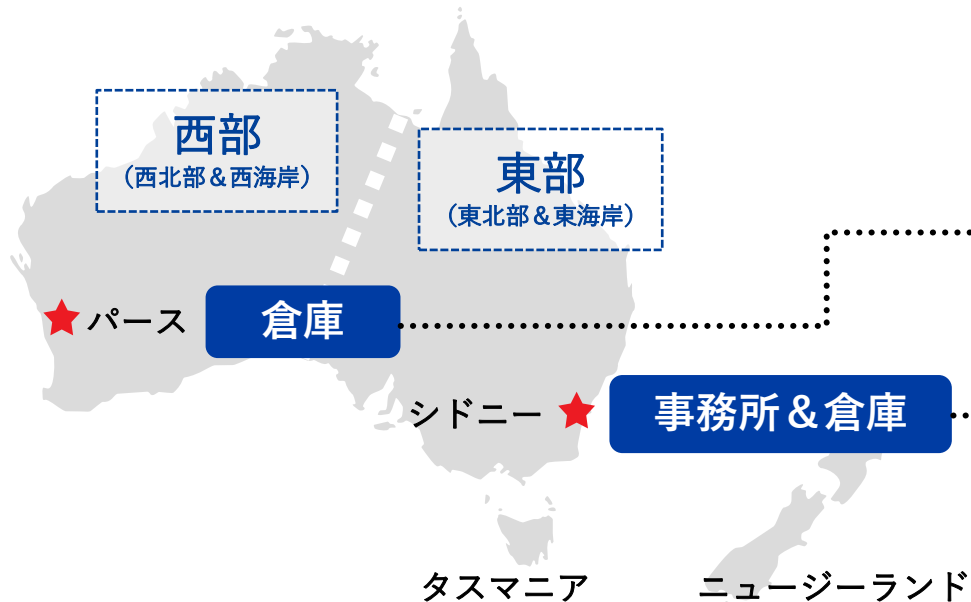 西部
（西北部＆西海岸）
東部
（東北部＆東海岸）
パース
倉庫
シドニー
事務所＆倉庫
タスマニア
ニュージーランド